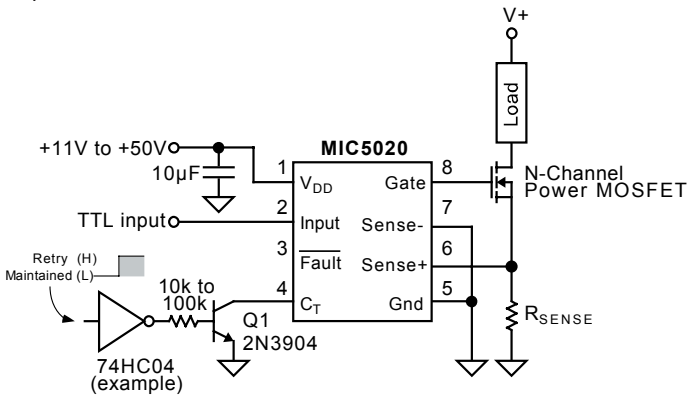 V+
Load
+11V to +50V
10µF
MIC5020
1
VDD
Gate
8
N-Channel
Power MOSFET
TTL input
2
Input
Sense-
7
3
Fault
Sense+
6
Retry (H)
Maintained (L)
10k to
100k
4
CT
Gnd
5
RSENSE
Q1
2N3904
74HC04
(example)